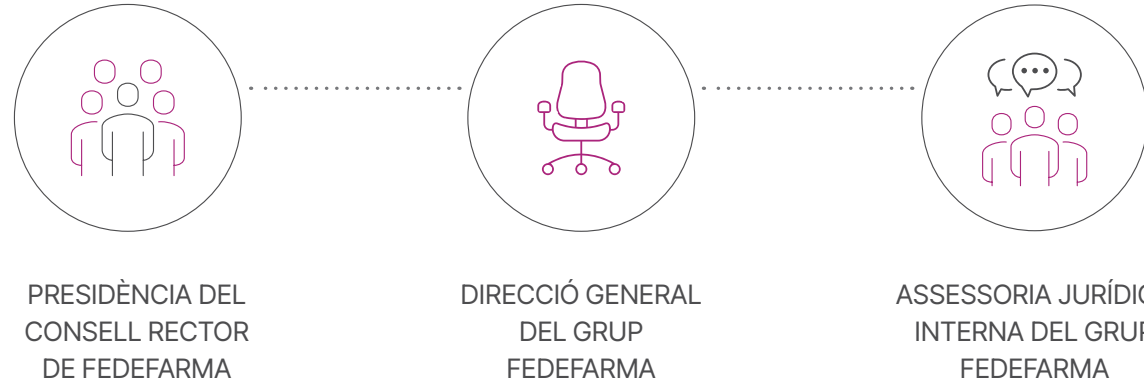 PRESIDÈNCIA DEL
CONSELL RECTOR
DE FEDEFARMA
DIRECCIÓ GENERAL
DEL GRUP
FEDEFARMA
ASSESSORIA
INTERNA DEL
FEDEFARMA